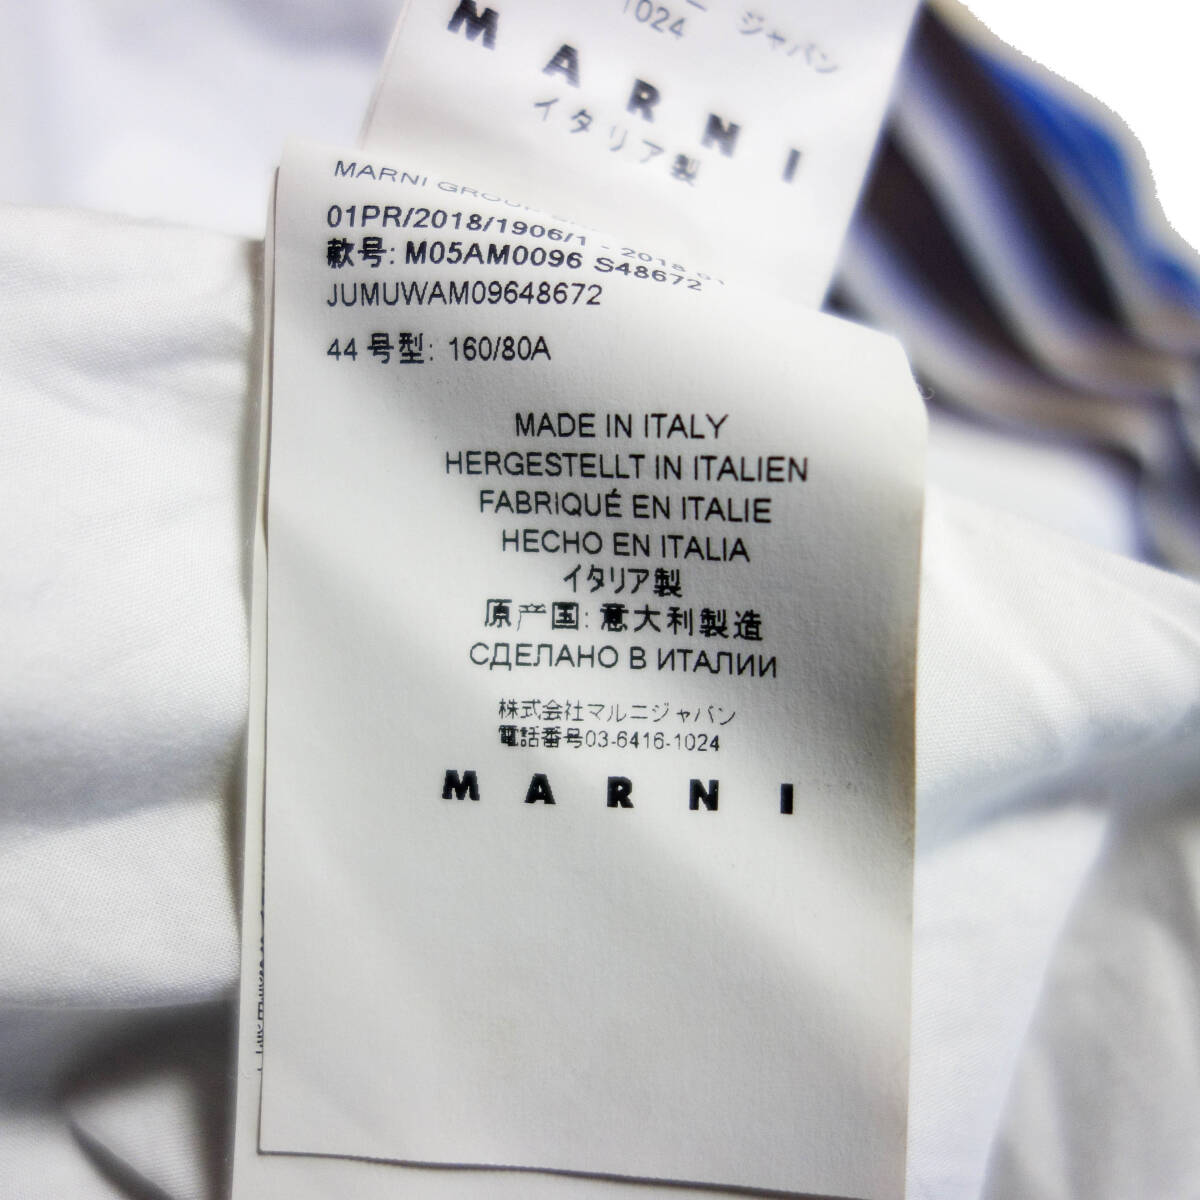 1024 ジャパン
MARNI
イタリア製
MARNI GROUP
01PR/2018/1906/1 - 2018
款号: M05AM0096 S48672
JUMUWAM09648672
44 号型: 160/80A
MADE IN ITALY
HERGESTELLT IN ITALIEN
FABRIQUÉ EN ITALIE
HECHO EN ITALIA
イタリア製
原产国: 意大利製造
СДЕЛАНО В ИТАЛИИ
株式会社マルニジャパン
電話番号03-6416-1024
MARNI